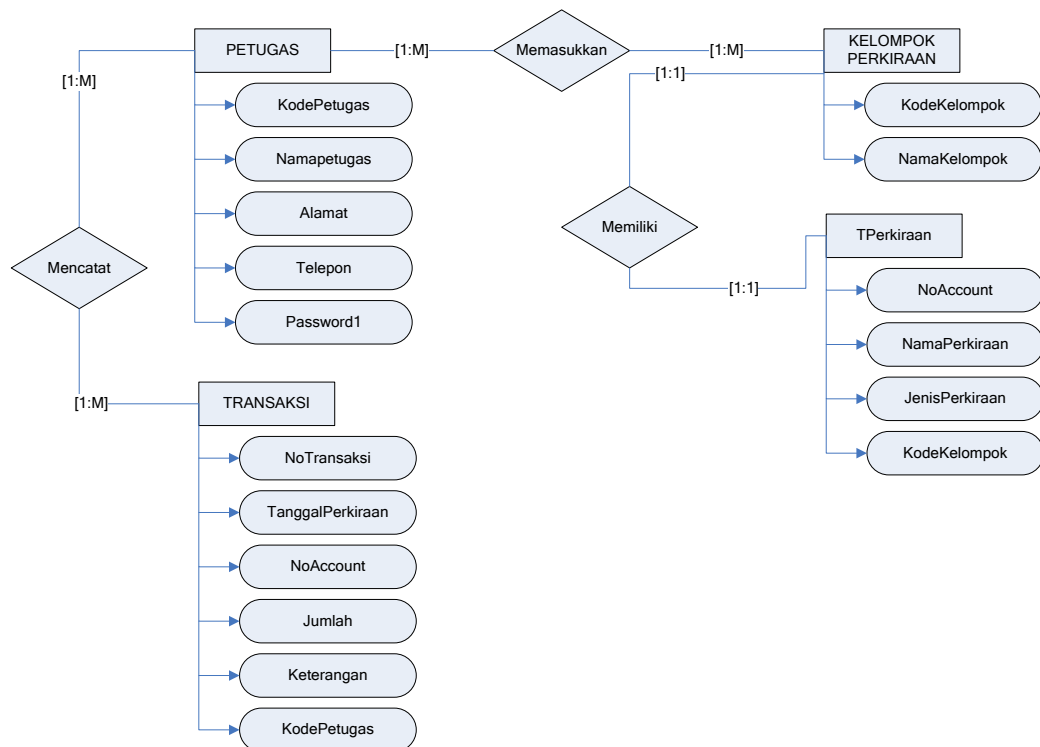 PETUGAS
[1:M]
Memasukkan
[1:M]
KELOMPOK
PERKIRAAN
[1:M]
[1:1]
KodePetugas
KodeKelompok
Namapetugas
NamaKelompok
Alamat
Memiliki
TPerkiraan
Mencatat
Telepon
[1:1]
NoAccount
Password1
NamaPerkiraan
[1:M]
TRANSAKSI
JenisPerkiraan
NoTransaksi
KodeKelompok
TanggalPerkiraan
NoAccount
Jumlah
Keterangan
KodePetugas